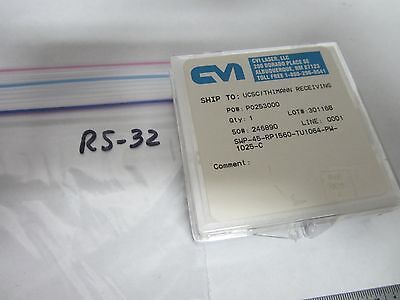 R5-32
CVI
CVI LASER, LLC
200 DORADO PLACE SE
ALBUQUERQUE, NM 87123
TOLL FREE 1-800-296-9541
SHIP TO: UCSC/THIMANN RECEIVING
PO#: P0253000
Qty: 1 LOT#: 301168
SO#: 246890 LINE: 0001
SWP-45-RP1560-TU1064-PW-
1025-C
Comment: